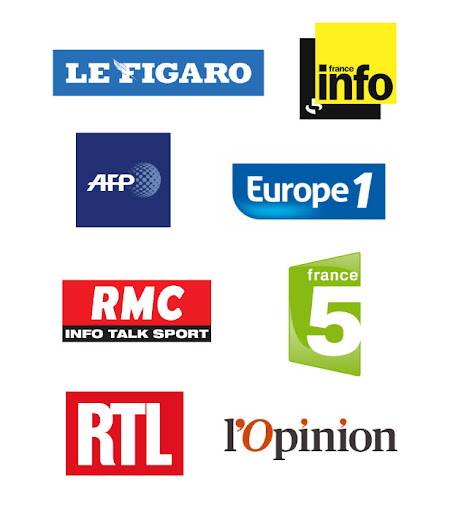 LE FIGARO
france
info
AFP
Europe 1
RMC
INFO TALK SPORT
france
5
RTL
l'Opinion